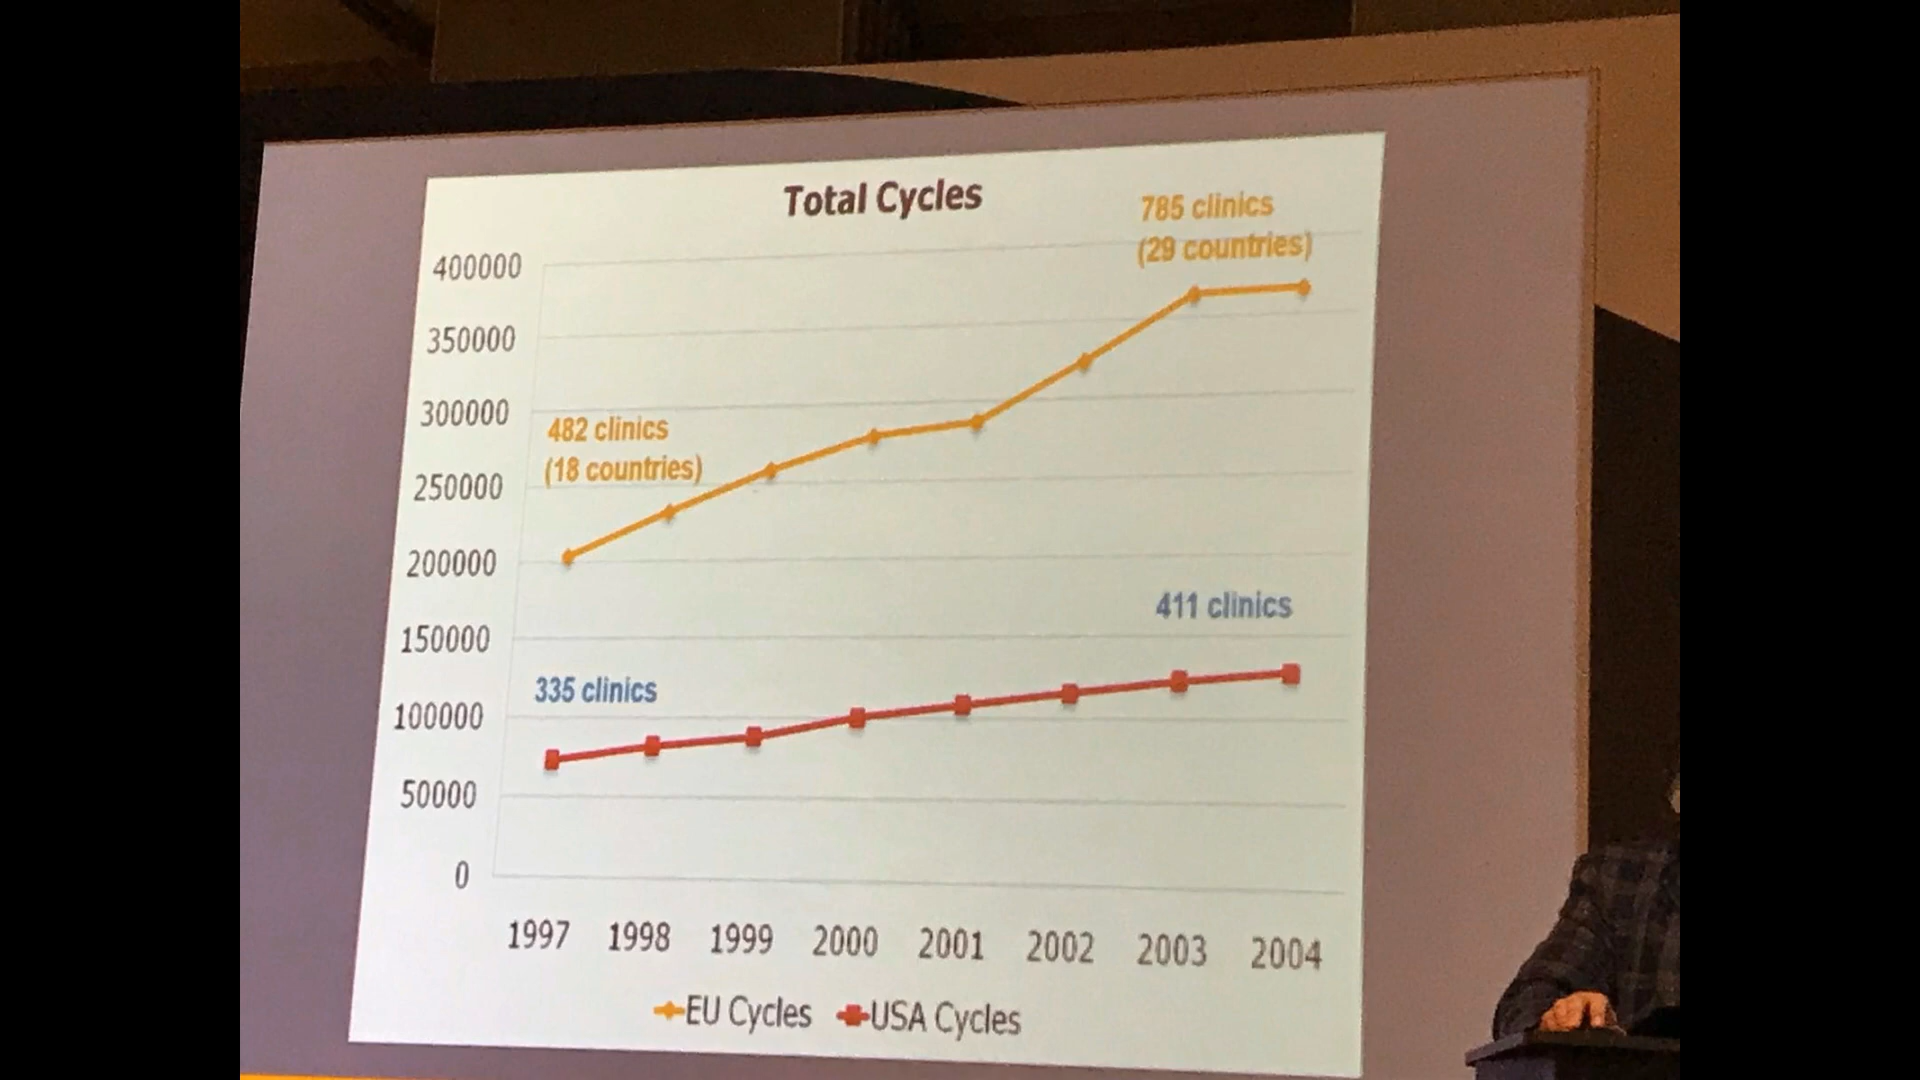 Total Cycles
785 clinics
(29 countries)
400000
350000
300000
482 clinics
(18 countries)
250000
200000
411 clinics
150000
335 clinics
100000
50000
0
1997 1998 1999 2000 2001 2002 2003 2004
EU Cycles USA Cycles